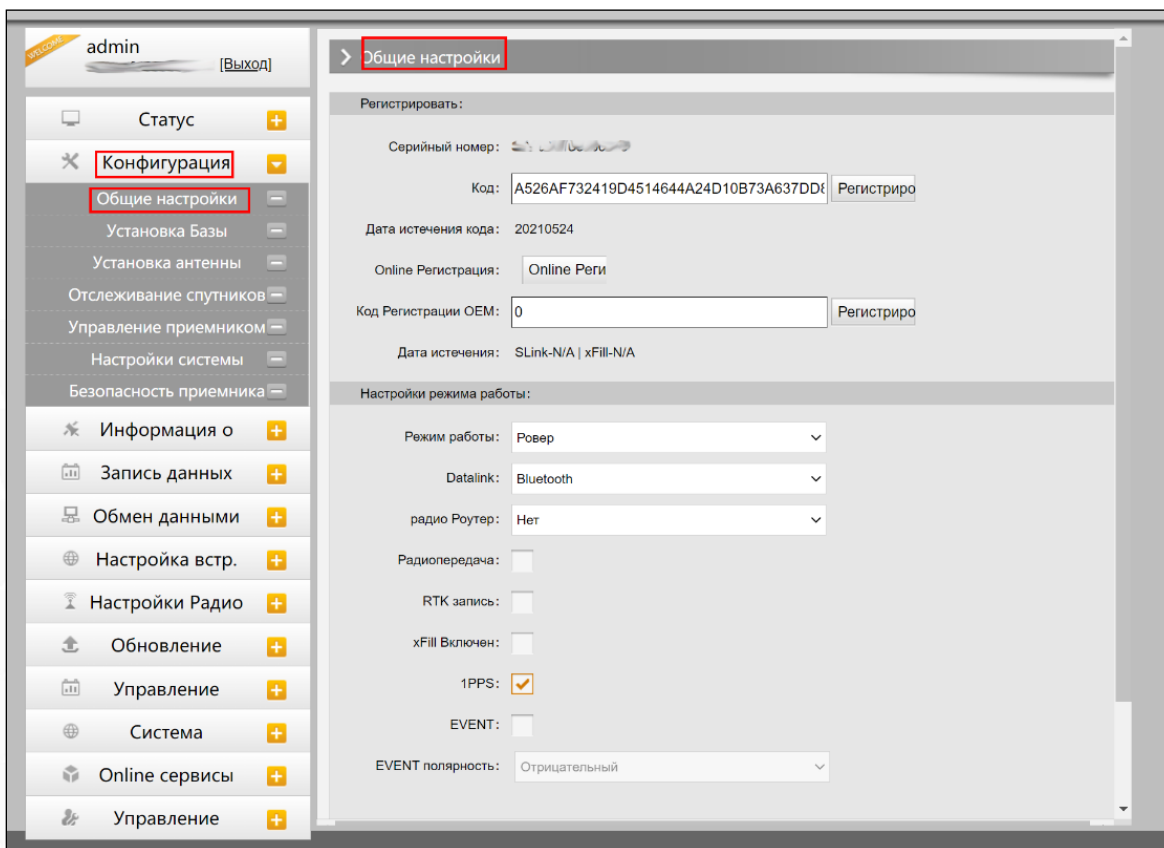 WELCOME
admin
[Выход]
Статус
Конфигурация
Общие настройки
Установка Базы
Установка антенны
Отслеживание спутников
Управление приемником
Настройки системы
Безопасность приемника
Информация о
Запись данных
Обмен данными
Настройка встр.
Настройки Радио
Обновление
Управление
Система
Online сервисы
Управление
Общие настройки
Регистрировать:
Серийный номер:
Код: A526AF732419D4514644A24D10B73A637DD8 Регистриро
Дата истечения кода: 20210524
Online Регистрация: Online Реги
Код Регистрации OEM: 0 Регистриро
Дата истечения: SLink-N/A | xFill-N/A
Настройки режима работы:
Режим работы: Ровер
Datalink: Bluetooth
радио Роутер: Нет
Радиопередача:
RTK запись:
xFill Включен:
1PPS:
EVENT:
EVENT полярность: Отрицательный